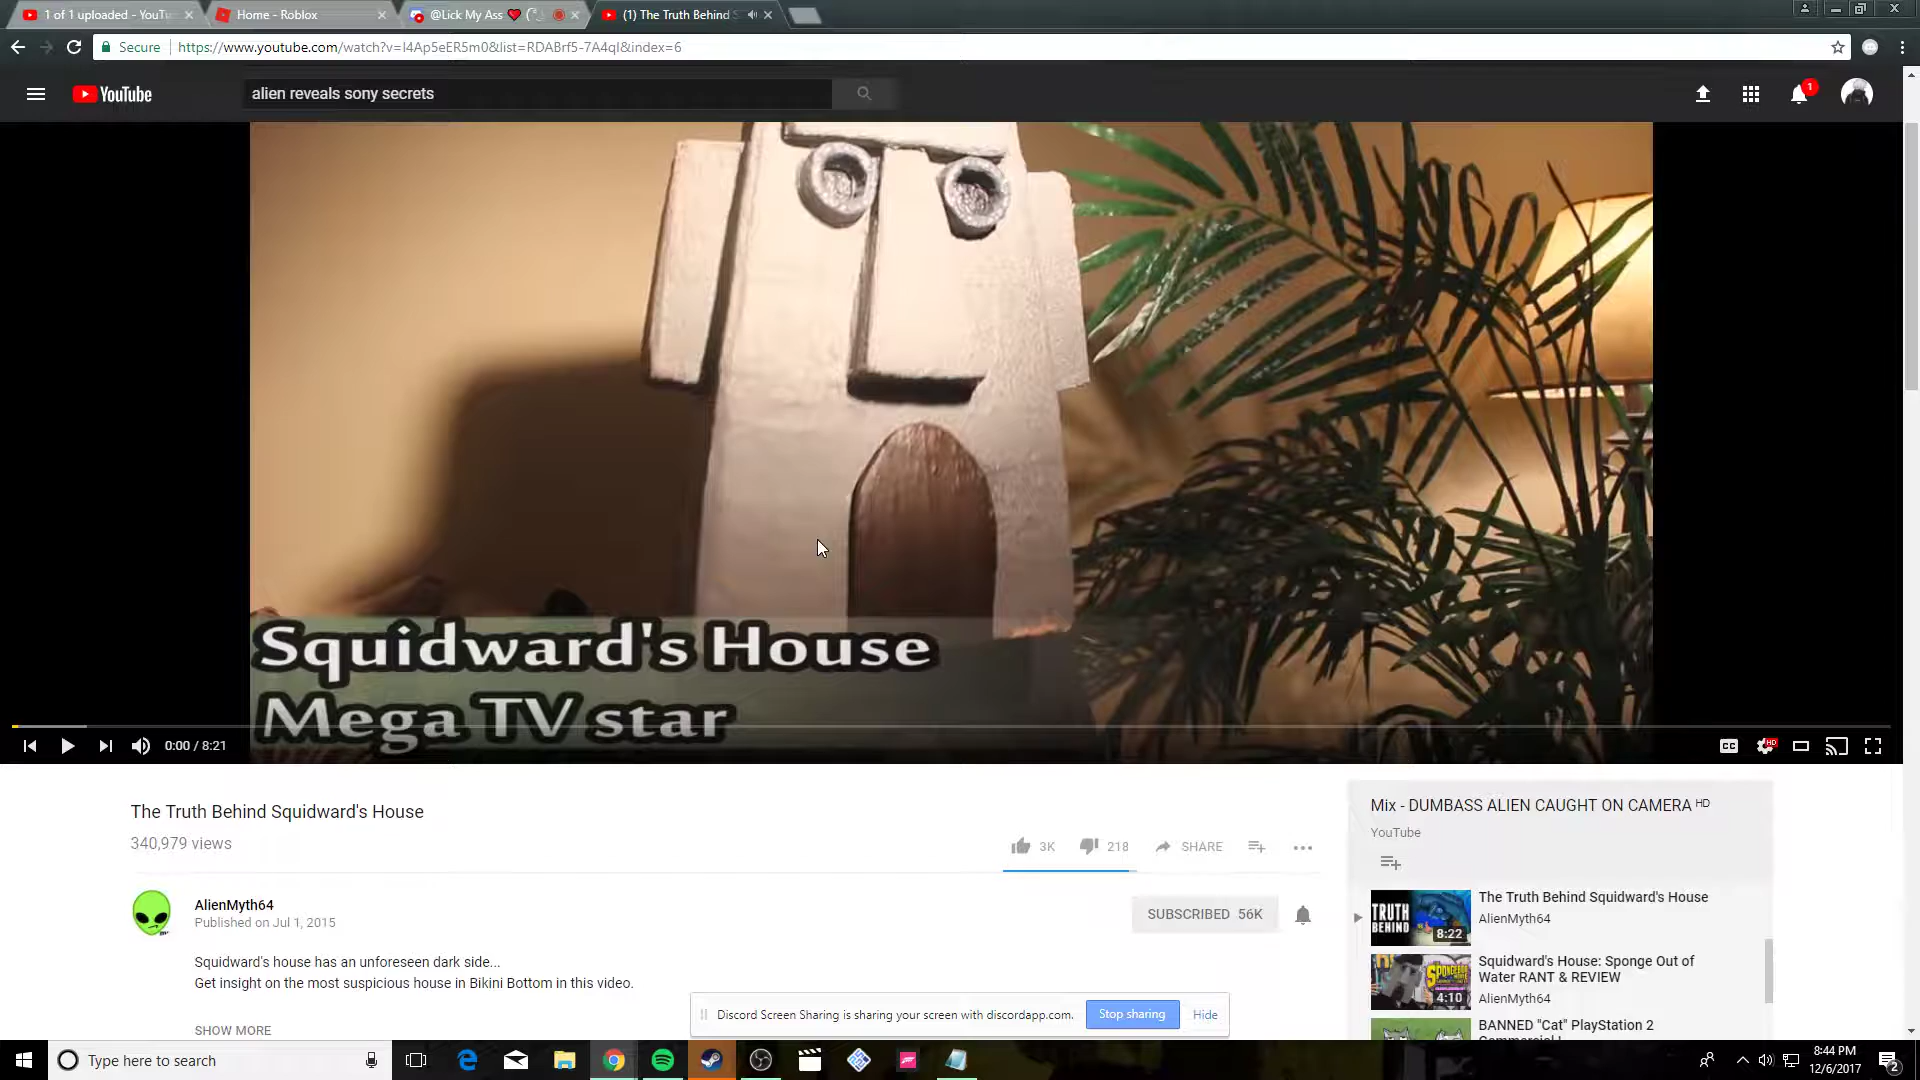 1 of 1 uploaded - YouTu
Home - Roblox
@Lick My Ass ❤
(1) The Truth Behind S
Secure
https://www.youtube.com/watch?v=I4Ap5eER5m0&list=RDABrf5-7A4qI&index=6
YouTube
alien reveals sony secrets
1
Squidward's House
Mega TV star
0:00 / 8:21
CC
HD
The Truth Behind Squidward's House
340,979 views
3K
218
SHARE
AlienMyth64
Published on Jul 1, 2015
SUBSCRIBED 56K
Squidward's house has an unforeseen dark side...
Get insight on the most suspicious house in Bikini Bottom in this video.
SHOW MORE
Mix - DUMBASS ALIEN CAUGHT ON CAMERA HD
YouTube
TRUTH
BEHIND
8:22
The Truth Behind Squidward's House
AlienMyth64
4:10
Squidward's House: Sponge Out of
Water RANT & REVIEW
AlienMyth64
BANNED "Cat" PlayStation 2
Discord Screen Sharing is sharing your screen with discordapp.com.
Stop sharing
Hide
Type here to search
8:44 PM
12/6/2017
2